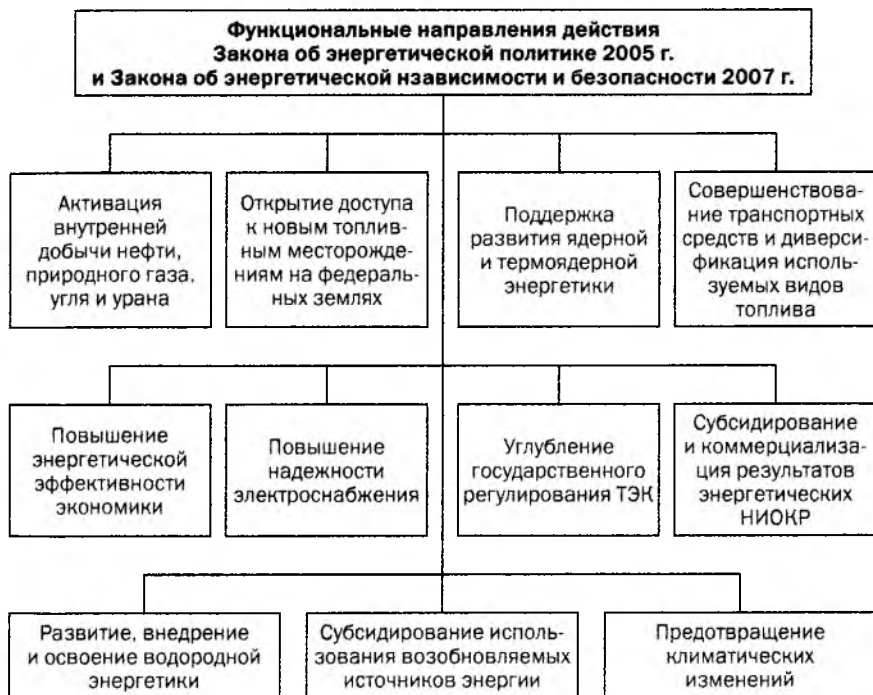 Функциональные направления действия
Закона об энергетической политике 2005 г.
и Закона об энергетической нзависимости и безопасности 2007 г.
Активация
внутренней
добычи нефти,
природного газа,
угля и урана
Открытие доступа
к новым топлив-
ным месторожде-
ниям на федераль-
ных землях
Поддержка
развития ядерной
и термоядерной
энергетики
Совершенствова-
ние транспортных
средств и диверси-
фикация исполь-
зуемых видов
топлива
Повышение
энергетической
эффективности
экономики
Повышение
надежности
электроснабжения
Углубление
государственного
регулирования ТЭК
Субсидирование
и коммерциализа-
ция результатов
энергетических
НИОКР
Развитие, внедрение
и освоение водородной
энергетики
Субсидирование исполь-
зования возобновляемых
источников энергии
Предотвращение
климатических
изменений